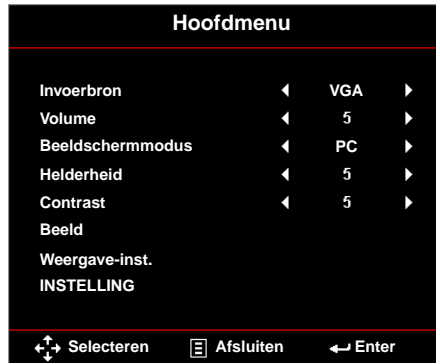 Hoofdmenu
Invoerbron VGA
Volume 5
Beeldschermmodus PC
Helderheid 5
Contrast 5
Beeld
Weergave-inst.
INSTELLING
Selecteren Afsluiten Enter